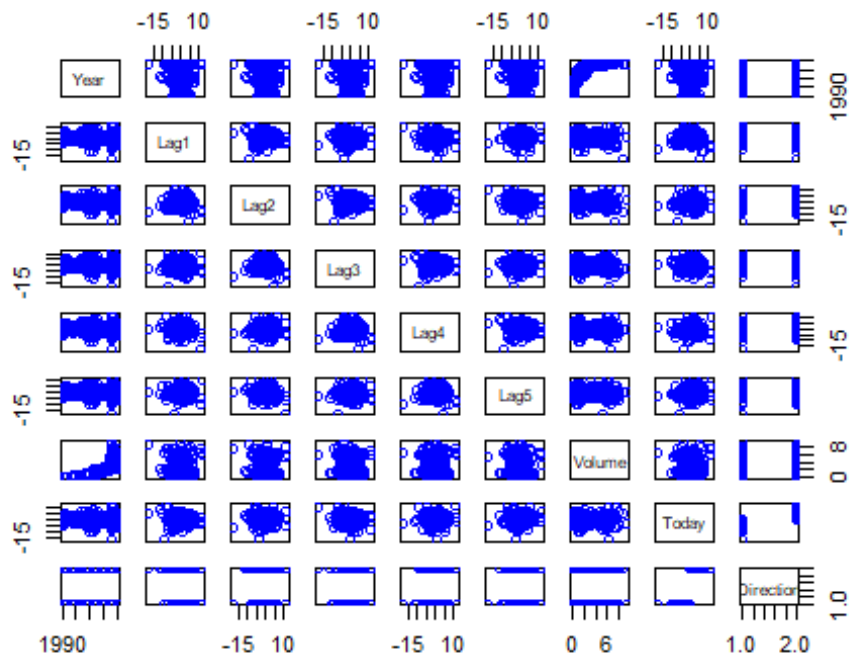 -15 10 -15 10 -15 10 -15 10
Year 1990
-15 Lag1
Lag2 -15
-15 Lag3
Lag4 -15
-15 Lag5
Volume 0 8
-15 Today
Direction 1.0
1990 -15 10 -15 10 0 6 1.0 2.0